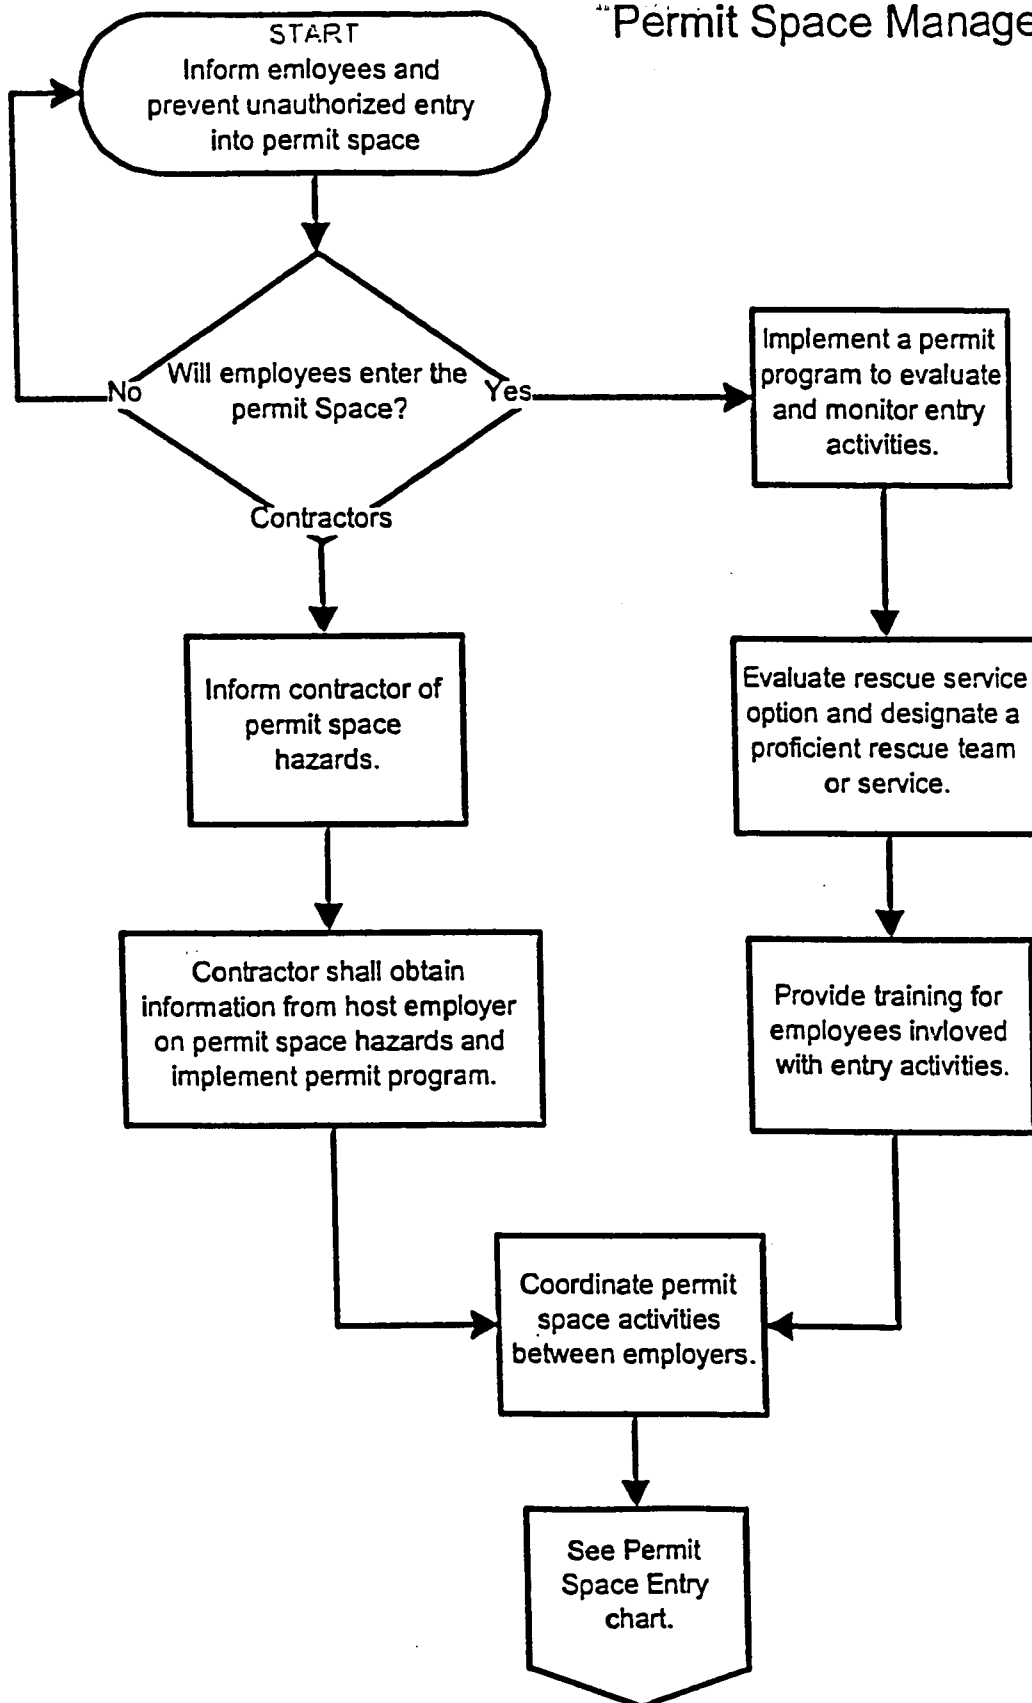 "Permit Space Manage
START
Inform emloyees and
prevent unauthorized entry
into permit space
Will employees enter the
permit Space?
No
Yes
Contractors
Implement a permit
program to evaluate
and monitor entry
activities.
Inform contractor of
permit space
hazards.
Evaluate rescue service
option and designate a
proficient rescue team
or service.
Contractor shall obtain
information from host employer
on permit space hazards and
implement permit program.
Provide training for
employees invloved
with entry activities.
Coordinate permit
space activities
between employers.
See Permit
Space Entry
chart.